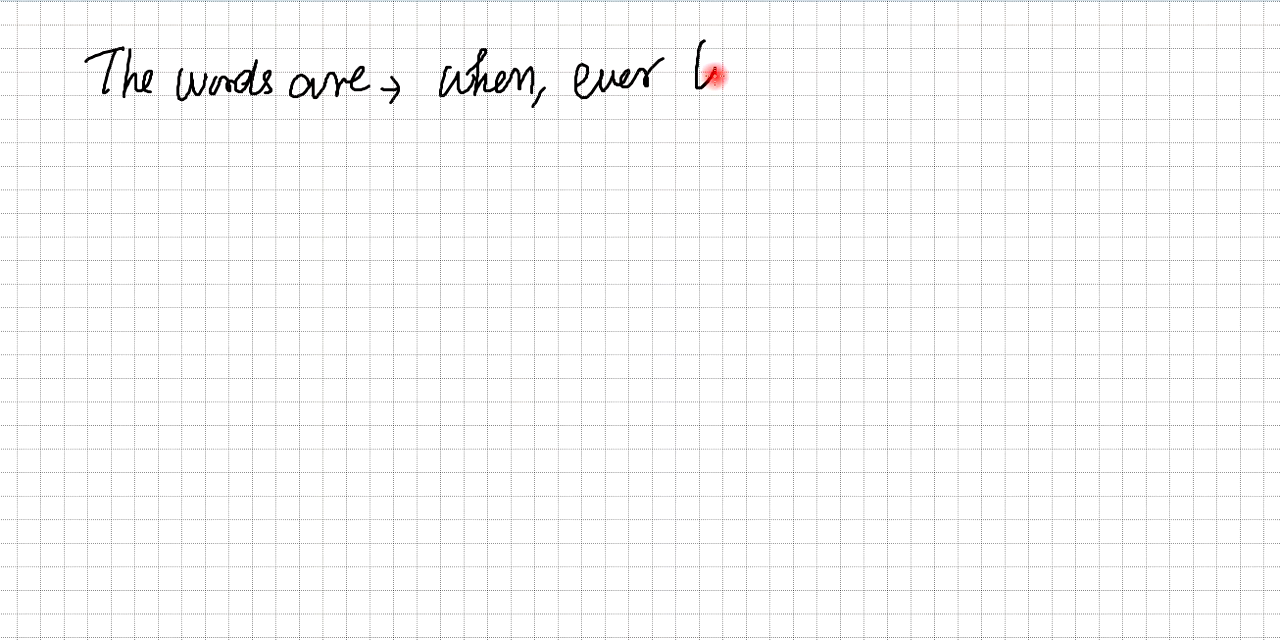 The words are → when, ever (